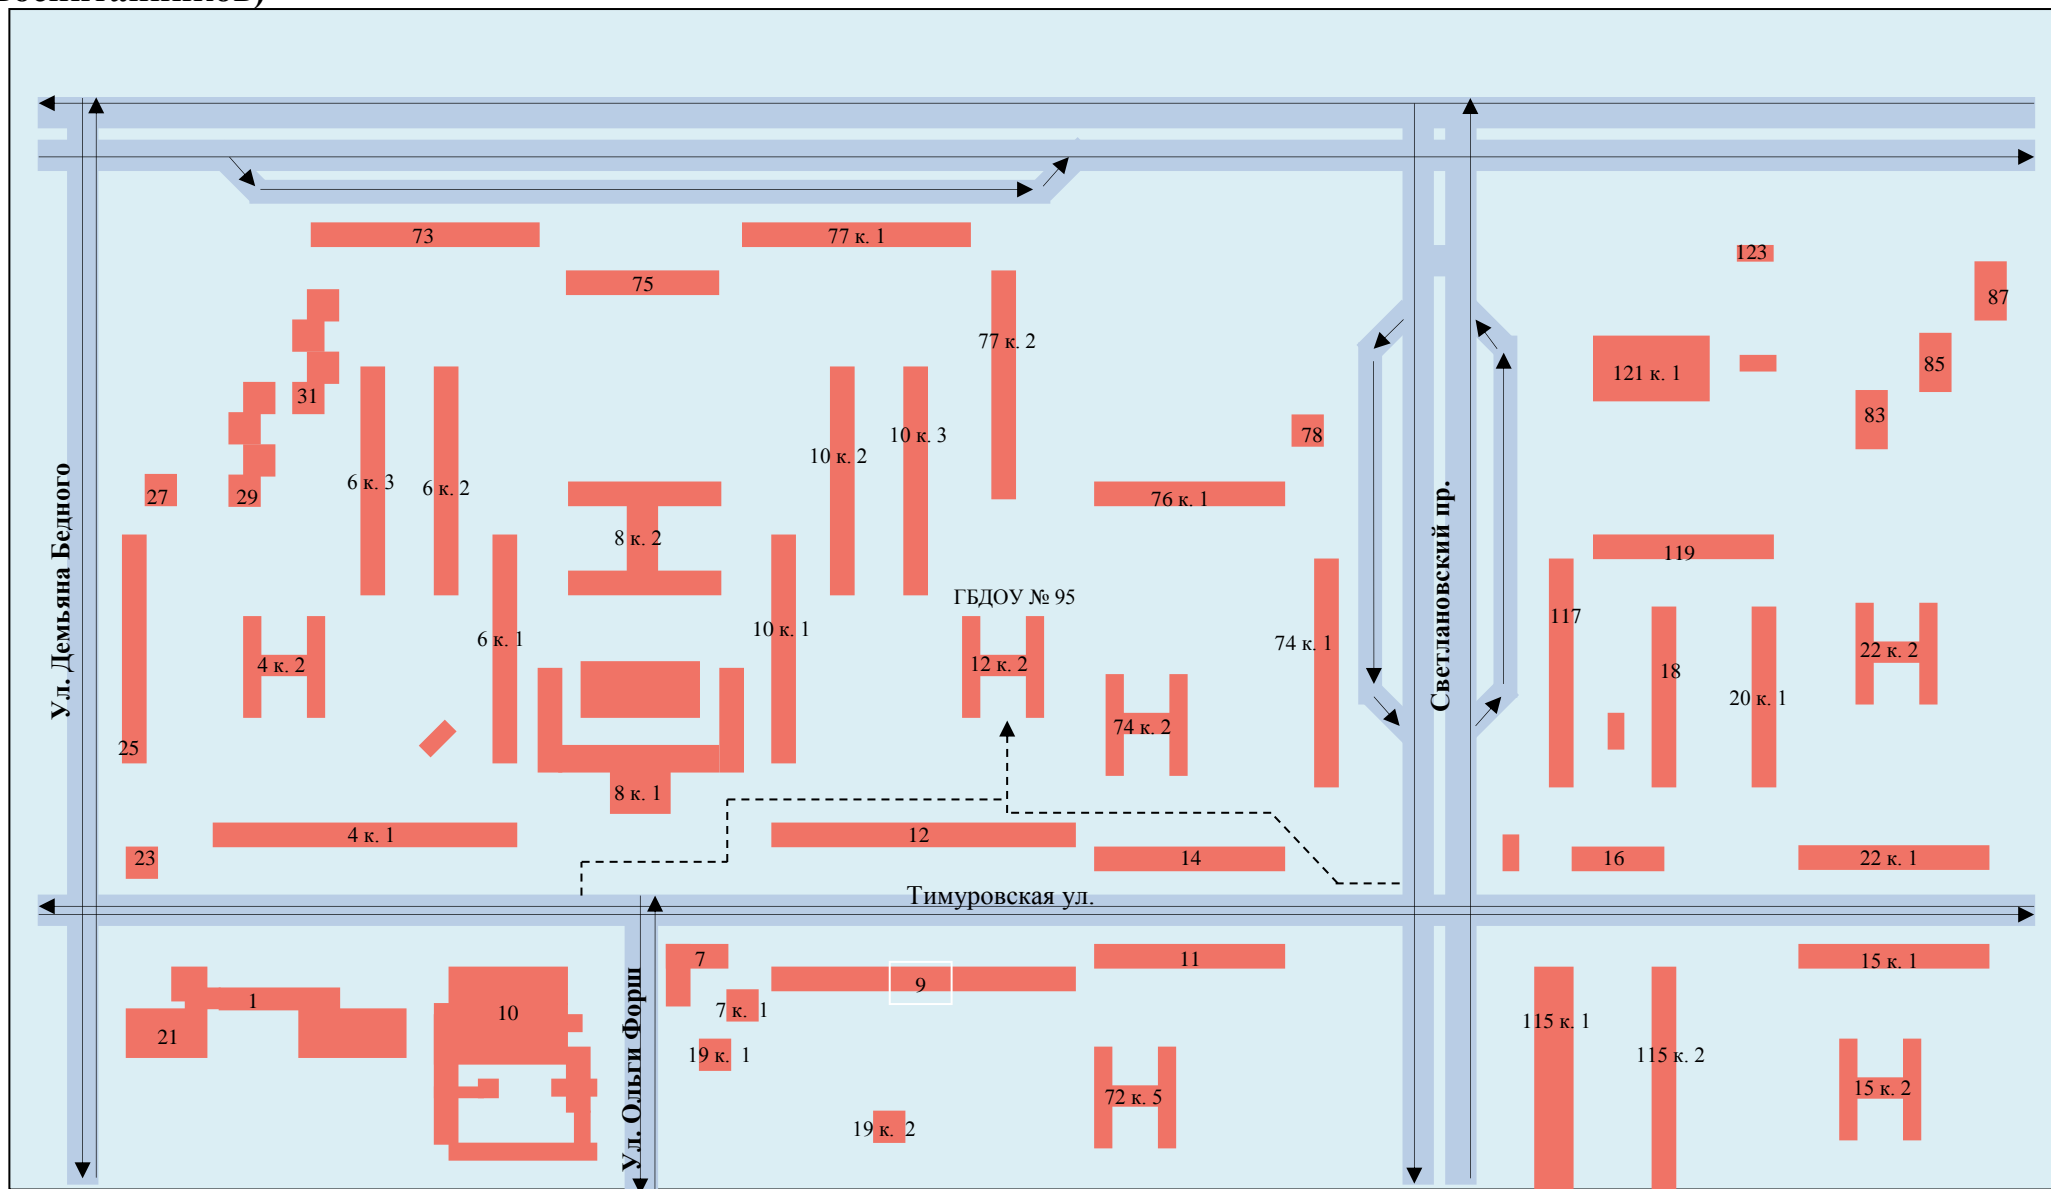 воспитанников)
73
77 к. 1
123
75
87
77 к. 2
85
121 к. 1
31
83
10 к. 3
78
10 к. 2
6 к. 3
6 к. 2
27
29
76 к. 1
8 к. 2
119
Ул. Демьяна Бедного
Светлановский пр.
ГБДОУ № 95
117
6 к. 1
10 к. 1
74 к. 1
22 к. 2
4 к. 2
12 к. 2
18
20 к. 1
74 к. 2
25
8 к. 1
4 к. 1
12
23
14
16
22 к. 1
Тимуровская ул.
7
11
15 к. 1
9
1
7 к. 1
10
21
115 к. 1
19 к. 1
115 к. 2
Ул. Ольги Форш
72 к. 5
15 к. 2
19 к. 2